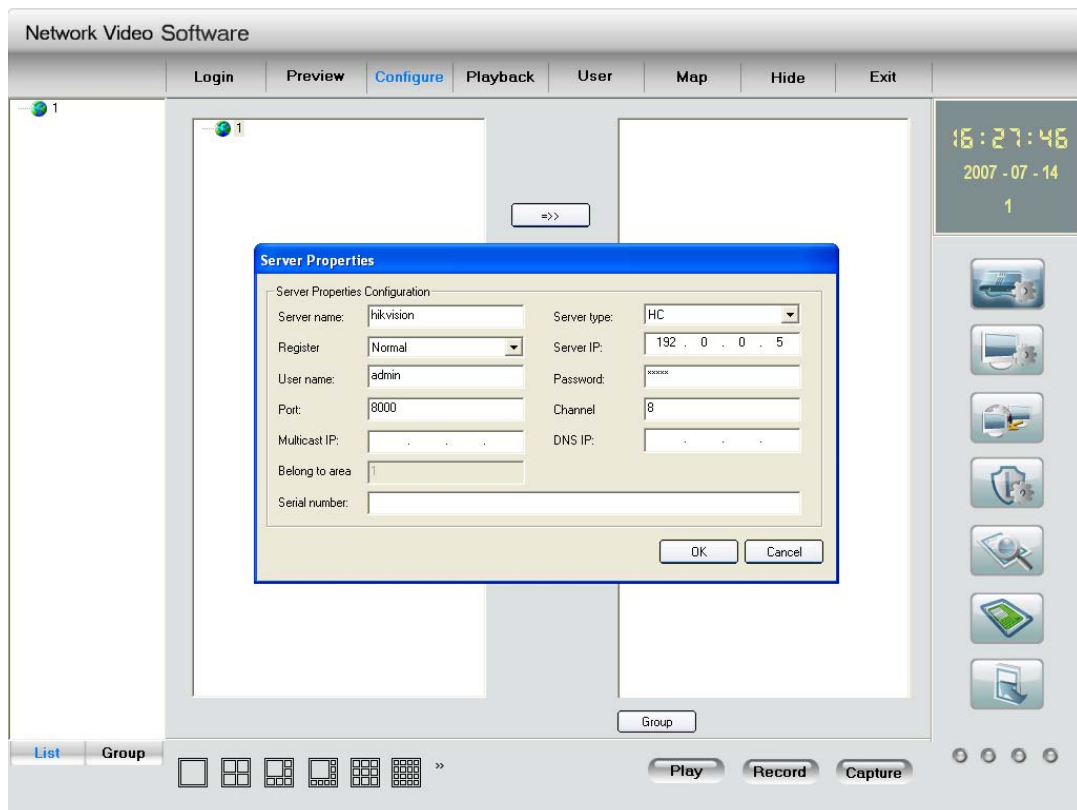 Network Video Software
Login Preview Configure Playback User Map Hide Exit
1
1
16:27:46
2007 - 07 - 14
1
=>>
Server Properties
Server Properties Configuration
Server name: hikvision Server type: HC
Register Normal Server IP: 192 . 0 . 0 . 5
User name: admin Password: xxxxx
Port: 8000 Channel 8
Multicast IP: . . . DNS IP: . . .
Belong to area 1
Serial number:
OK Cancel
Group
List Group
»
Play Record Capture